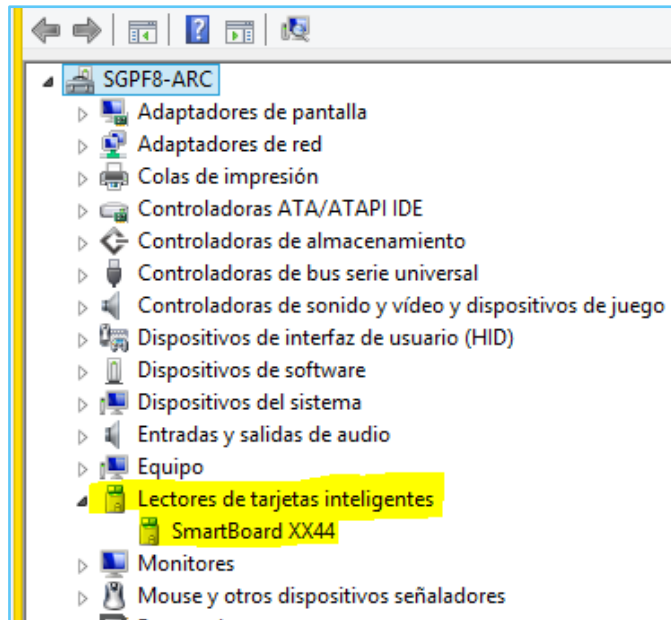 SGPF8-ARC
Adaptadores de pantalla
Adaptadores de red
Colas de impresión
Controladoras ATA/ATAPI IDE
Controladoras de almacenamiento
Controladoras de bus serie universal
Controladoras de sonido y vídeo y dispositivos de juego
Dispositivos de interfaz de usuario (HID)
Dispositivos de software
Dispositivos del sistema
Entradas y salidas de audio
Equipo
Lectores de tarjetas inteligentes
SmartBoard XX44
Monitores
Mouse y otros dispositivos señaladores